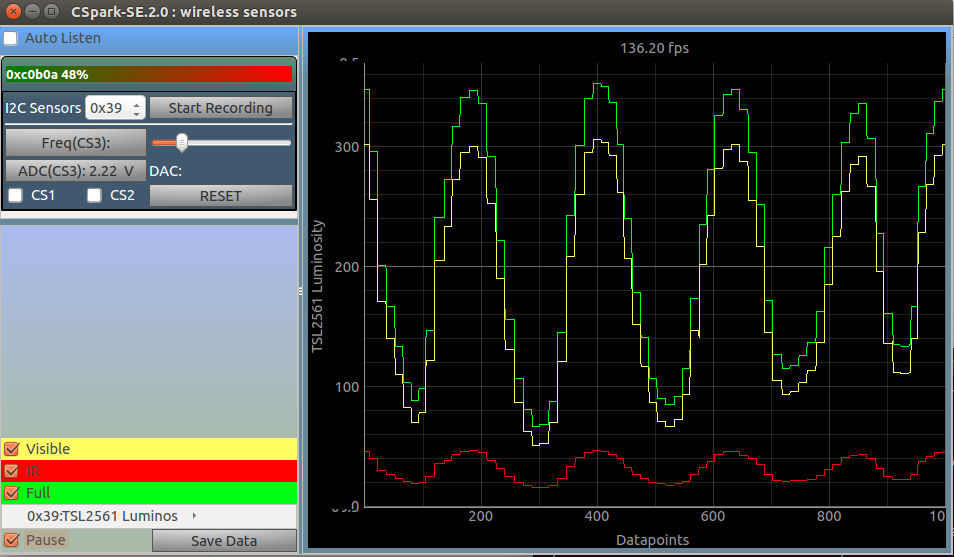 CSpark-SE.2.0 : wireless sensors
Auto Listen
0xc0b0a 48%
I2C Sensors 0x39 Start Recording
Freq(CS3):
ADC(CS3): 2.22 V DAC:
CS1 CS2 RESET
Visible
IR
Full
0x39:TSL2561 Luminos
Pause Save Data
136.20 fps
300
200
100
TSL2561 Luminosity
200 400 600 800
Datapoints